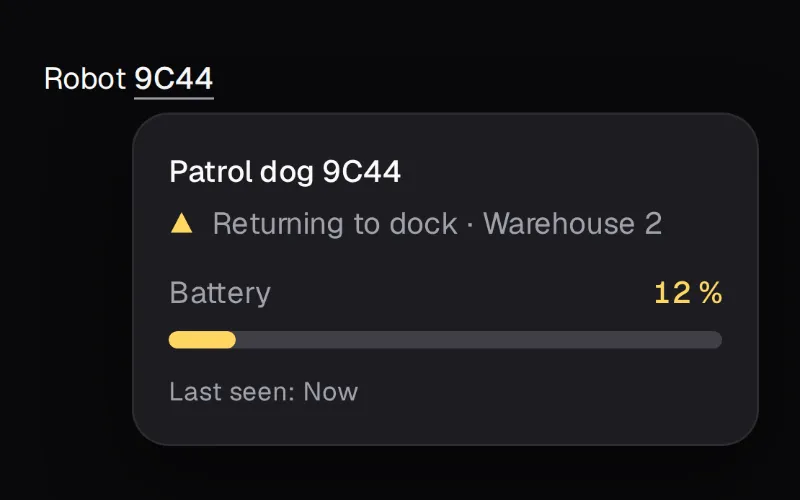 Robot 9C44
Patrol dog 9C44
Returning to dock · Warehouse 2
Battery 12 %
Last seen: Now